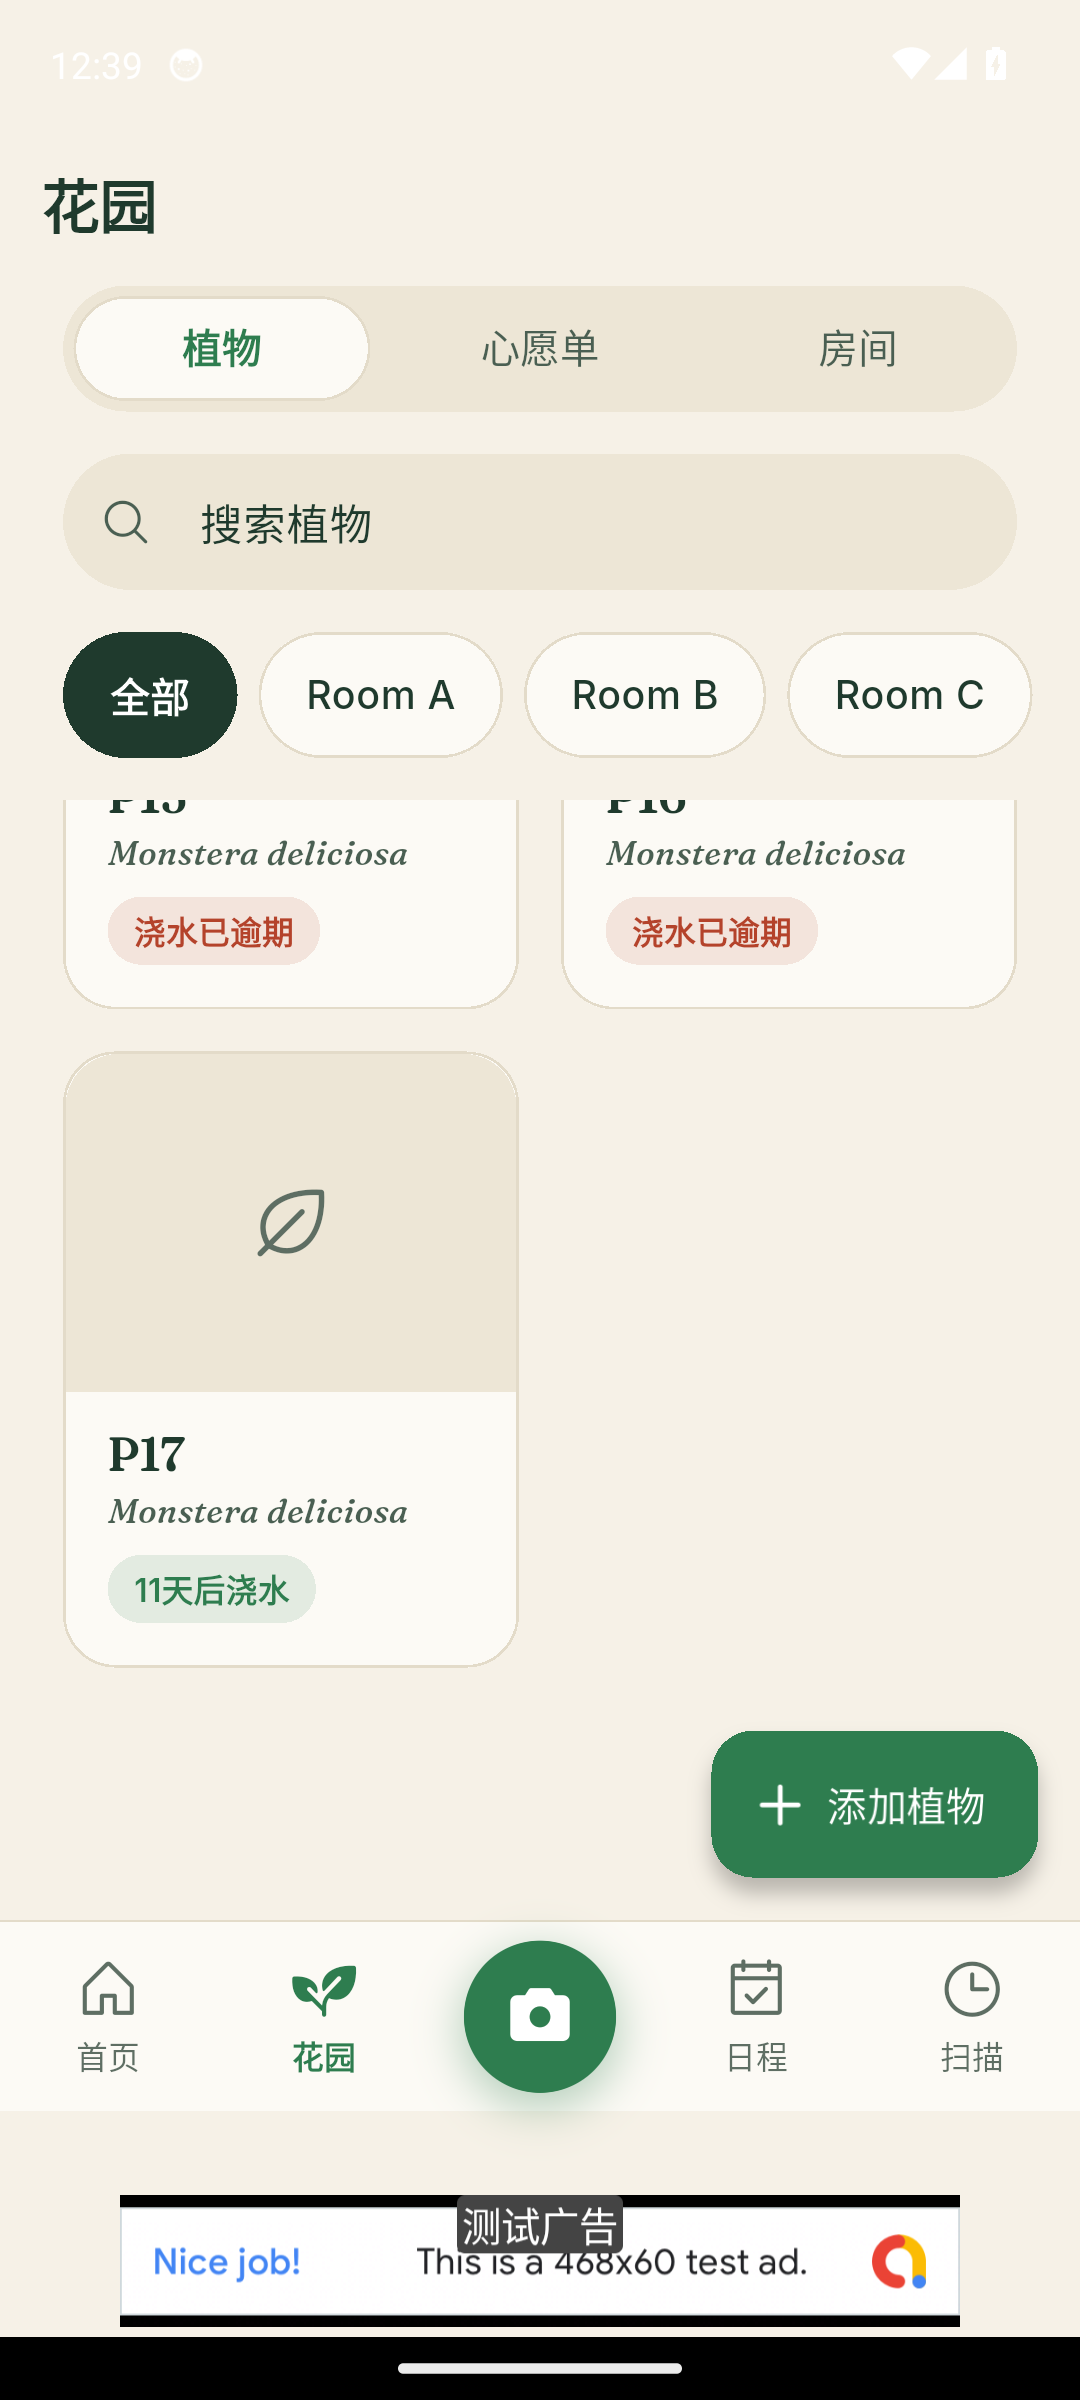 12:39
花园
植物
心愿单
房间
搜索植物
全部
Room A
Room B
Room C
Monstera deliciosa
浇水已逾期
Monstera deliciosa
浇水已逾期
P17
Monstera deliciosa
11天后浇水
添加植物
首页
花园
日程
扫描
测试广告
Nice job!
This is a 468x60 test ad.